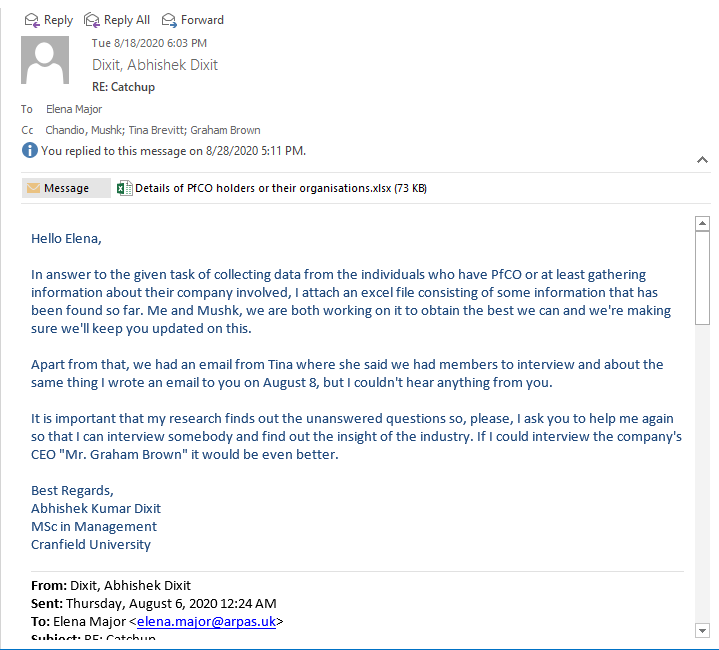 Reply Reply All Forward
Tue 8/18/2020 6:03 PM
Dixit, Abhishek Dixit
RE: Catchup
To Elena Major
Cc Chandio, Mushk; Tina Brevitt; Graham Brown
You replied to this message on 8/28/2020 5:11 PM.
Message Details of PfCO holders or their organisations.xlsx (73 KB)
Hello Elena,
In answer to the given task of collecting data from the individuals who have PfCO or at least gathering
information about their company involved, I attach an excel file consisting of some information that has
been found so far. Me and Mushk, we are both working on it to obtain the best we can and we're making
sure we'll keep you updated on this.
Apart from that, we had an email from Tina where she said we had members to interview and about the
same thing I wrote an email to you on August 8, but I couldn't hear anything from you.
It is important that my research finds out the unanswered questions so, please, I ask you to help me again
so that I can interview somebody and find out the insight of the industry. If I could interview the company's
CEO "Mr. Graham Brown" it would be even better.
Best Regards,
Abhishek Kumar Dixit
MSc in Management
Cranfield University
From: Dixit, Abhishek Dixit
Sent: Thursday, August 6, 2020 12:24 AM
To: Elena Major <elena.major@arpas.uk>
Subject: RE: Catchup